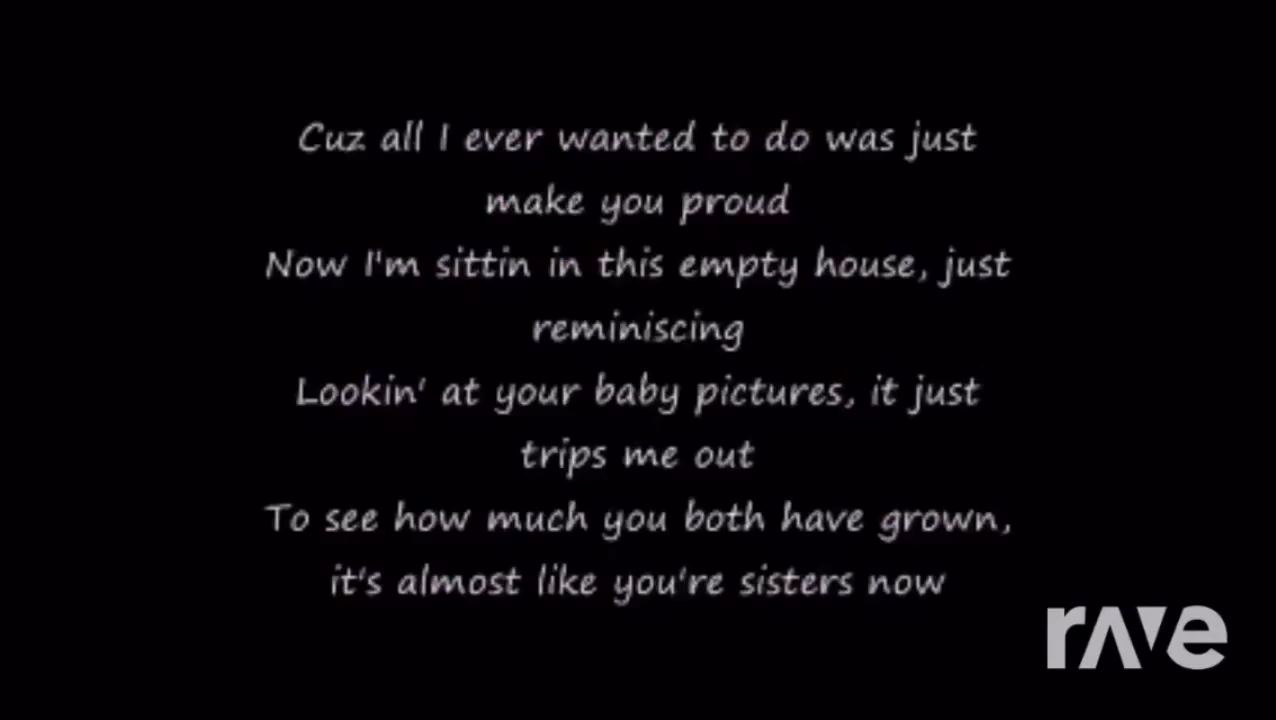 Cuz all I ever wanted to do was just
make you proud
Now I'm sittin in this empty house, just
reminiscing
Lookin' at your baby pictures, it just
trips me out
To see how much you both have grown,
it's almost like you're sisters now
rave